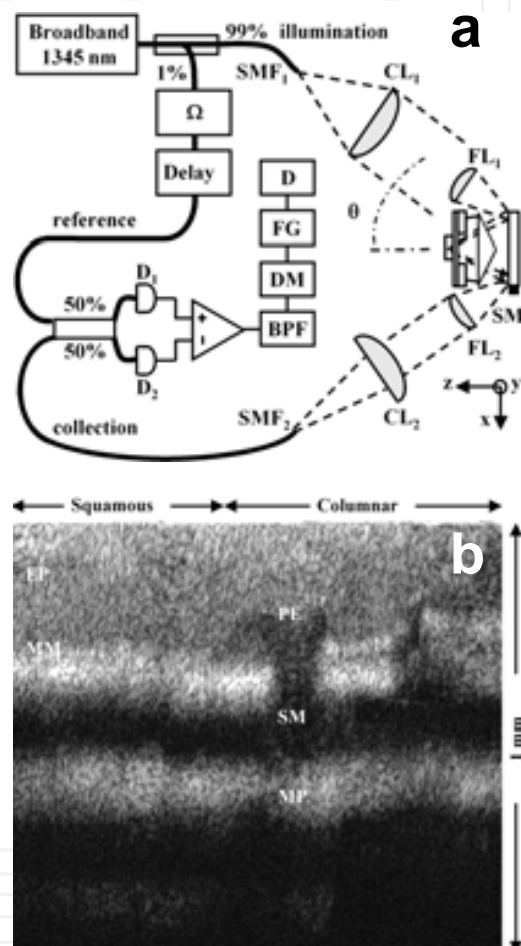 a
Broadband
1345 nm
99% illumination
1%
SMF1
CL1
Ω
Delay
D
FL1
θ
FG
reference
DM
D1
50%
+
BPF
50%
-
SM
FL2
D2
z
y
x
CL2
SMF2
collection
Squamous
Columnar
b
EP
PE
MM
SM
MP
1 mm